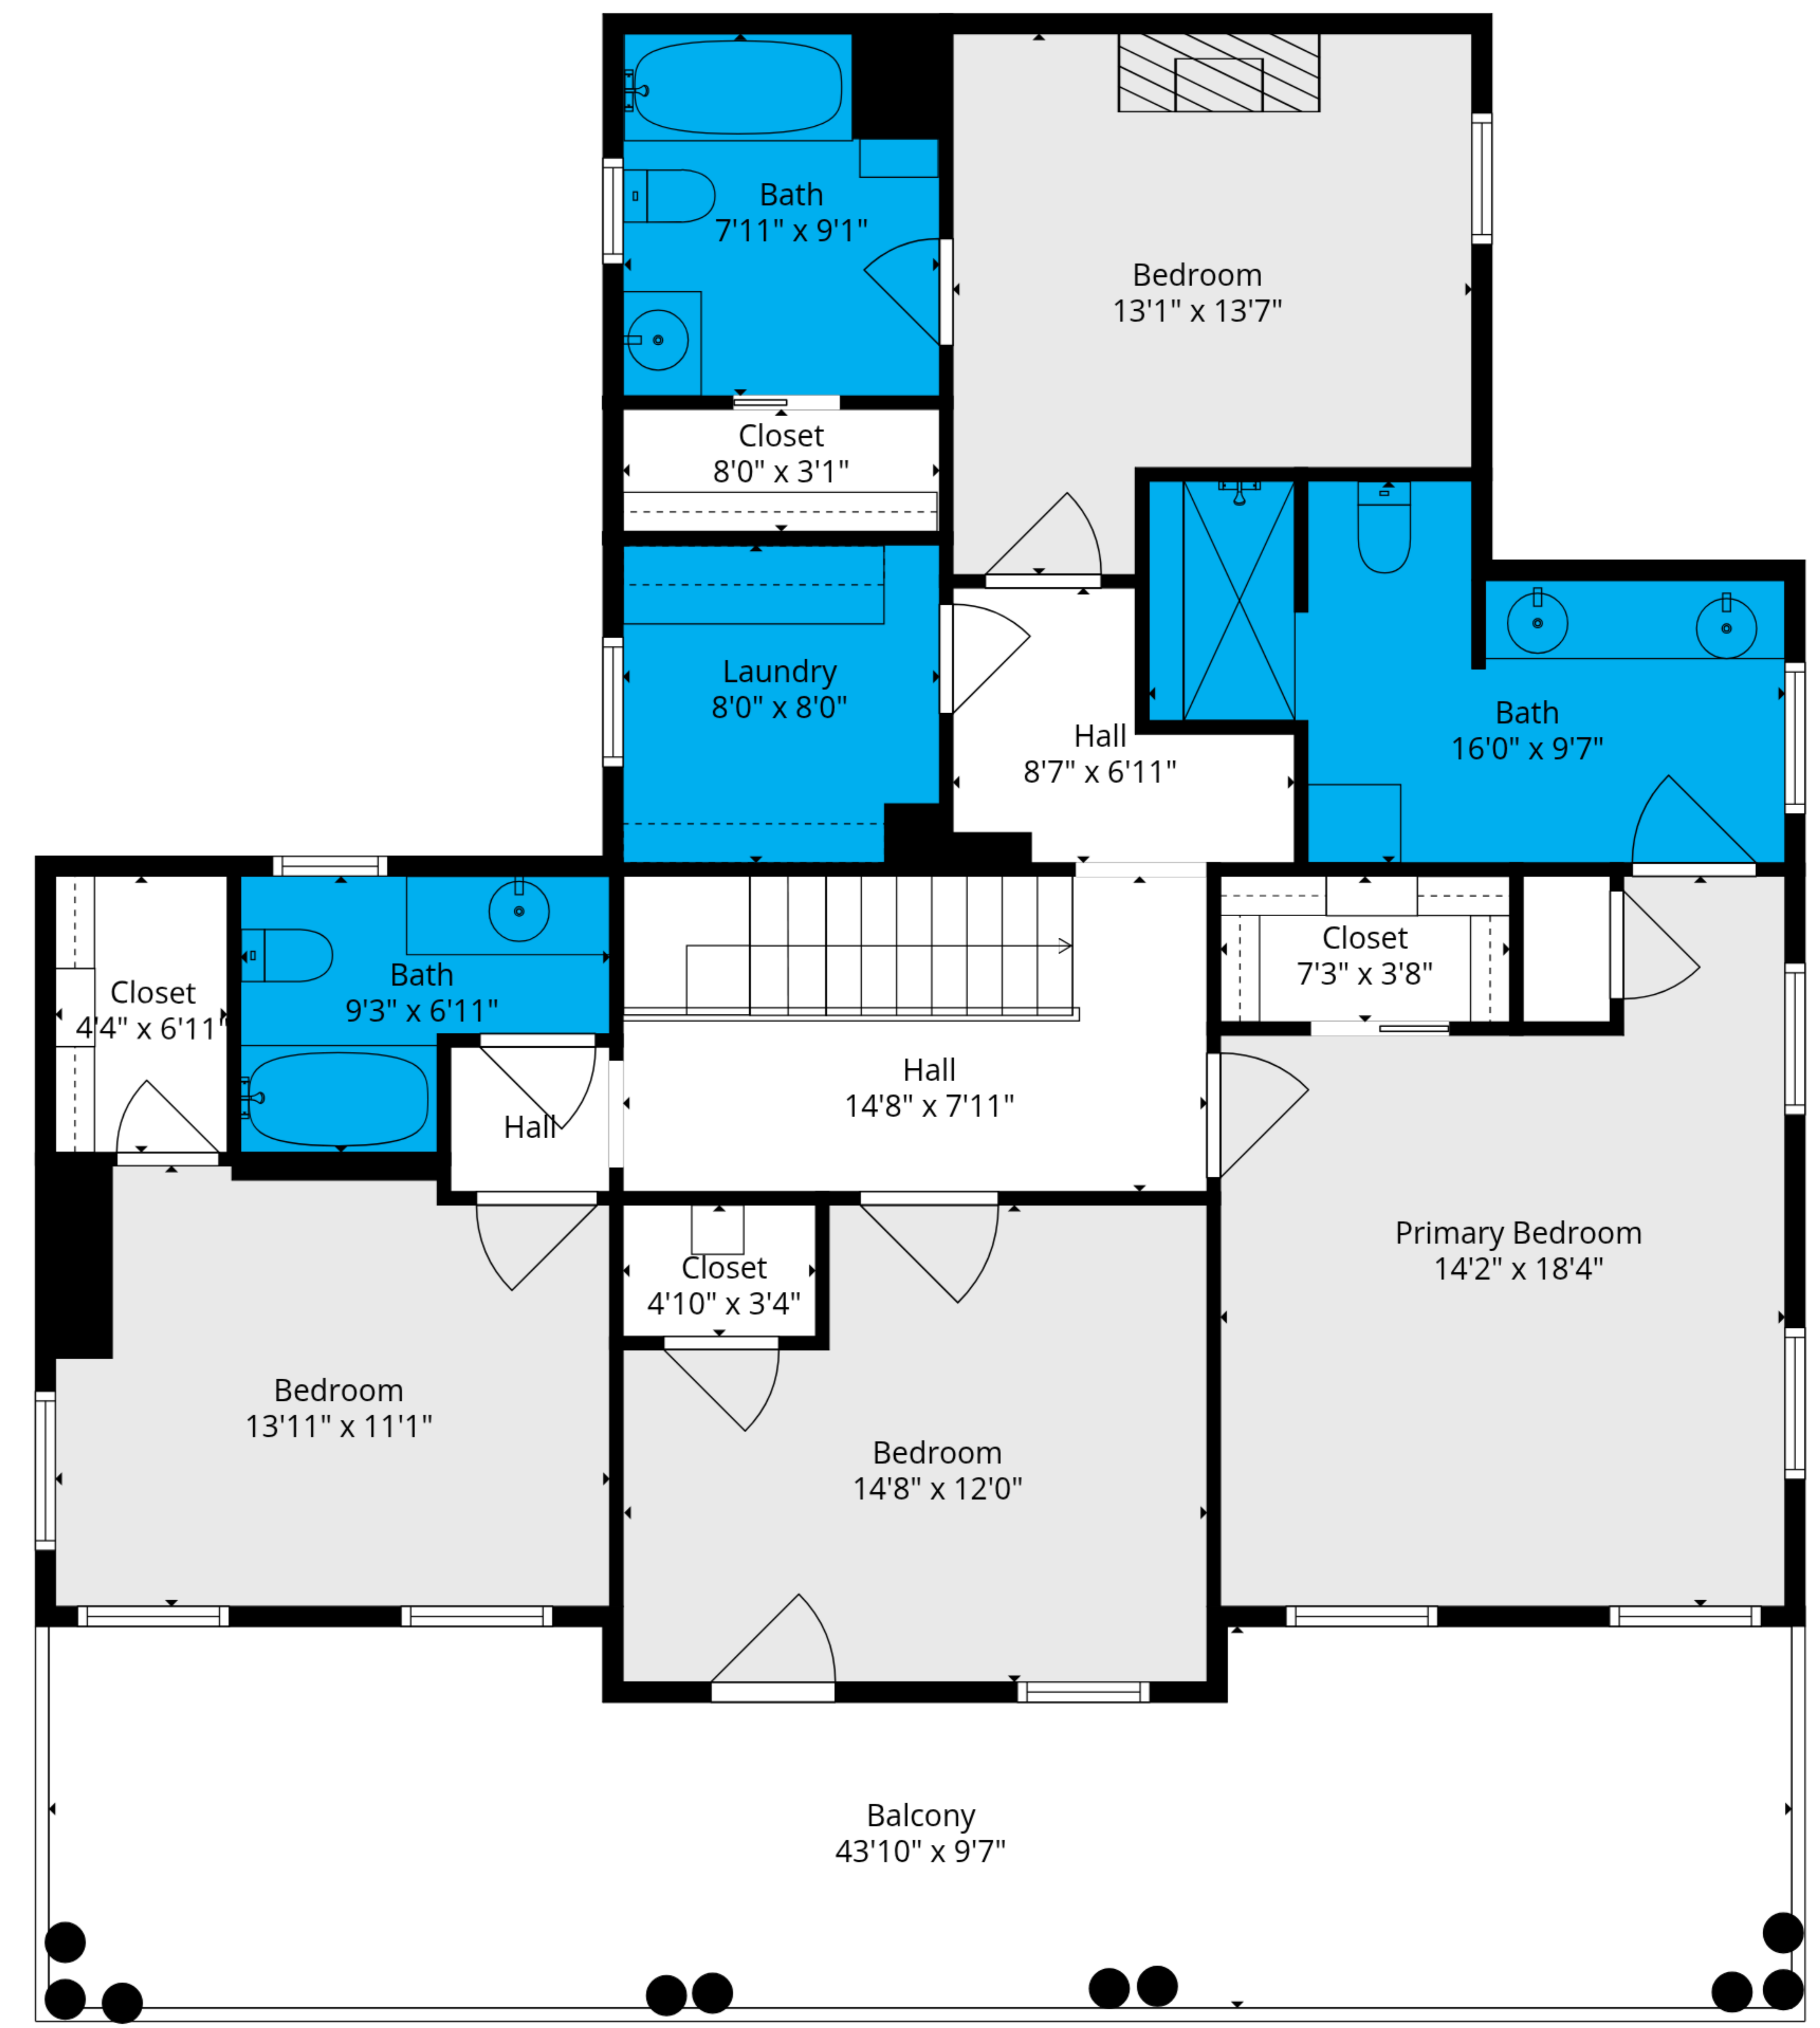 Bath
7'11" x 9'1"
Bedroom
13'1" x 13'7"
Closet
8'0" x 3'1"
Laundry
8'0" x 8'0"
Hall
8'7" x 6'11"
Bath
16'0" x 9'7"
Closet
4'4" x 6'11"
Bath
9'3" x 6'11"
Closet
7'3" x 3'8"
Hall
14'8" x 7'11"
Hall
Primary Bedroom
14'2" x 18'4"
Closet
4'10" x 3'4"
Bedroom
13'11" x 11'1"
Bedroom
14'8" x 12'0"
Balcony
43'10" x 9'7"